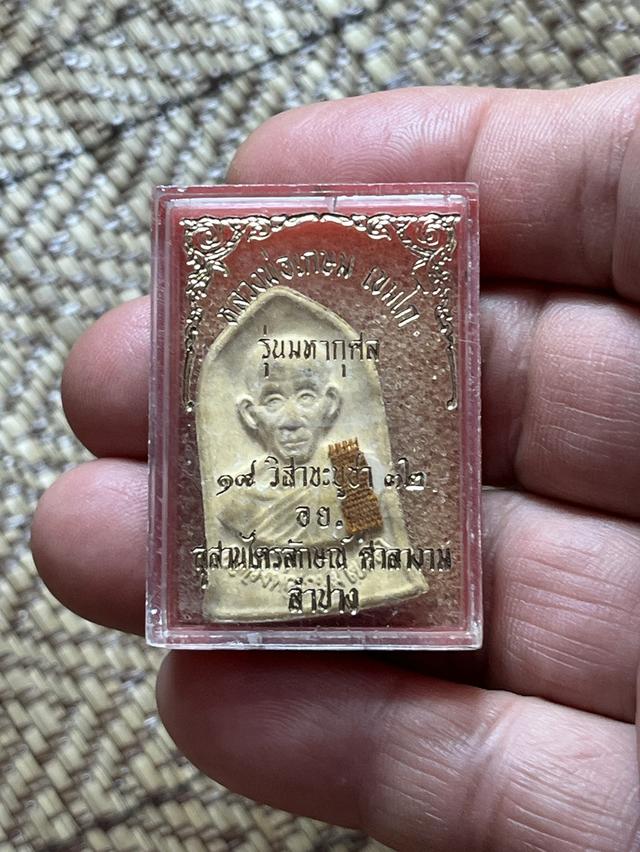 หลวงพ่อเกษม เขมโก
รุ่นมหากุศล
๑๙ วิสาขะบูชา ๓๒
อย.
สุสานไตรลักษณ์ ศาลางาม
ลำปาง